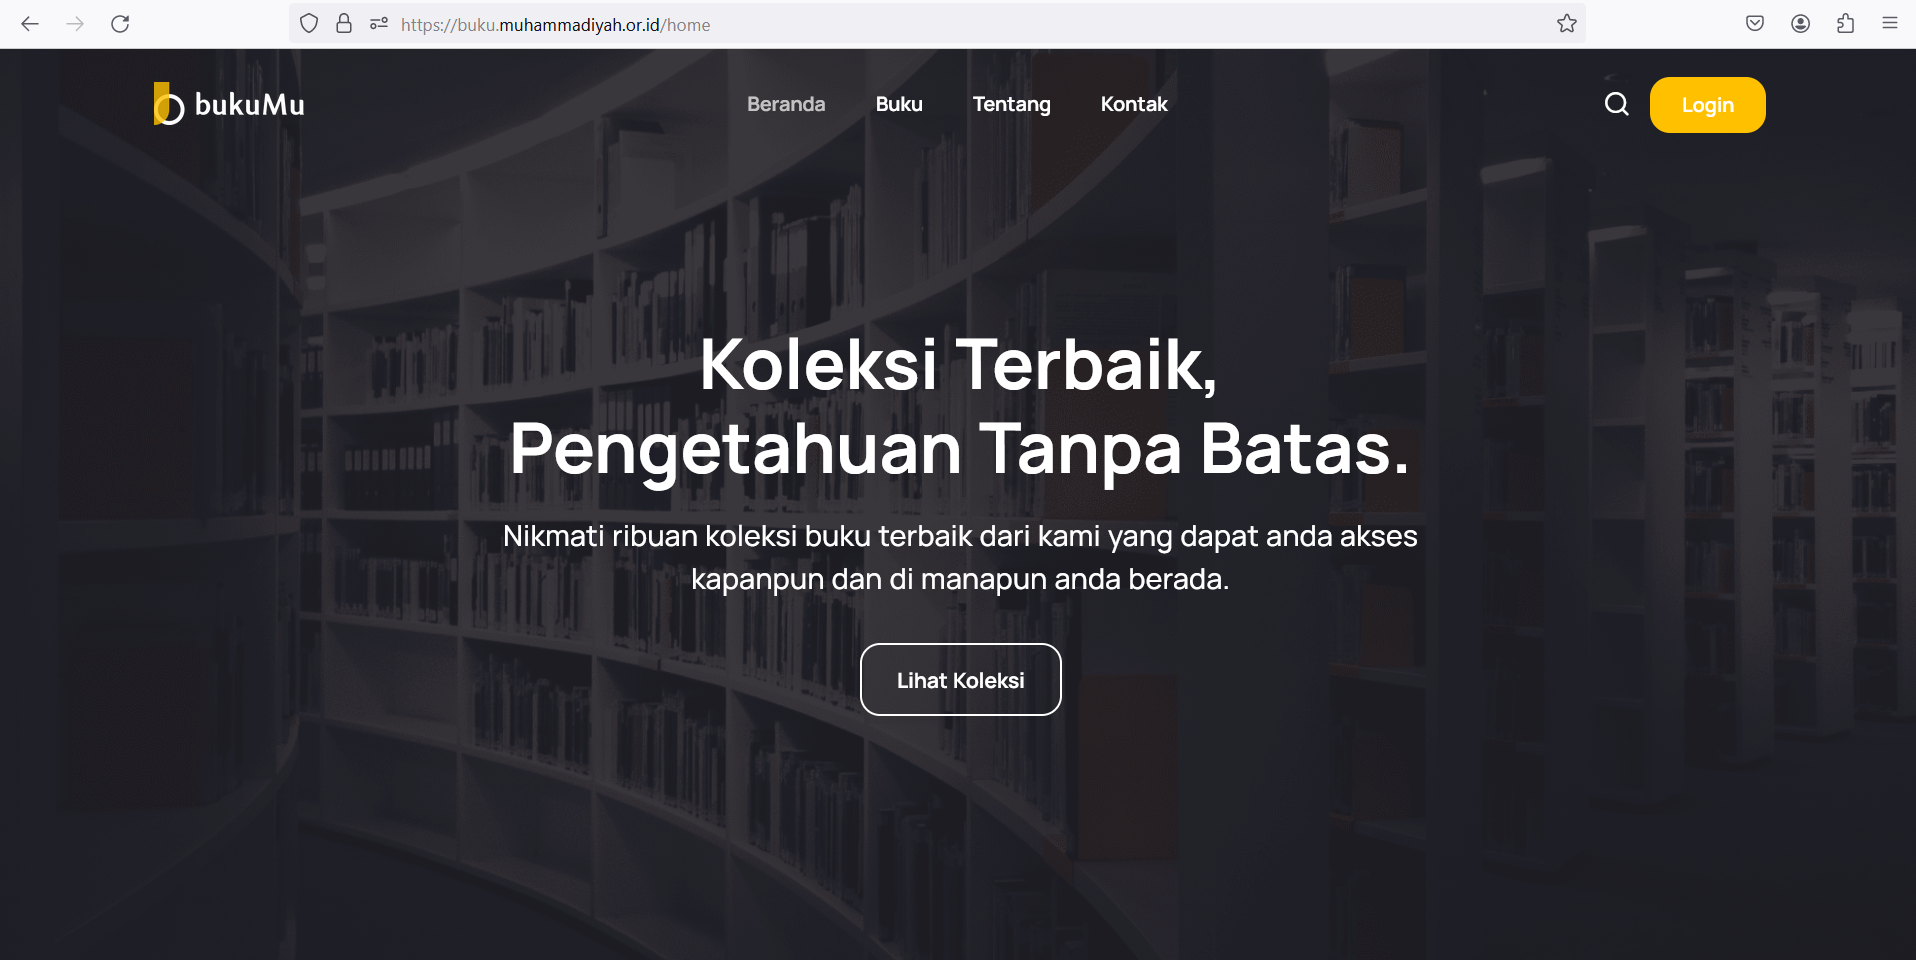 https://buku.muhammadiyah.or.id/home
bukuMu
Beranda
Buku
Tentang
Kontak
Login
Koleksi Terbaik,
Pengetahuan Tanpa Batas.
Nikmati ribuan koleksi buku terbaik dari kami yang dapat anda akses
kapanpun dan di manapun anda berada.
Lihat Koleksi